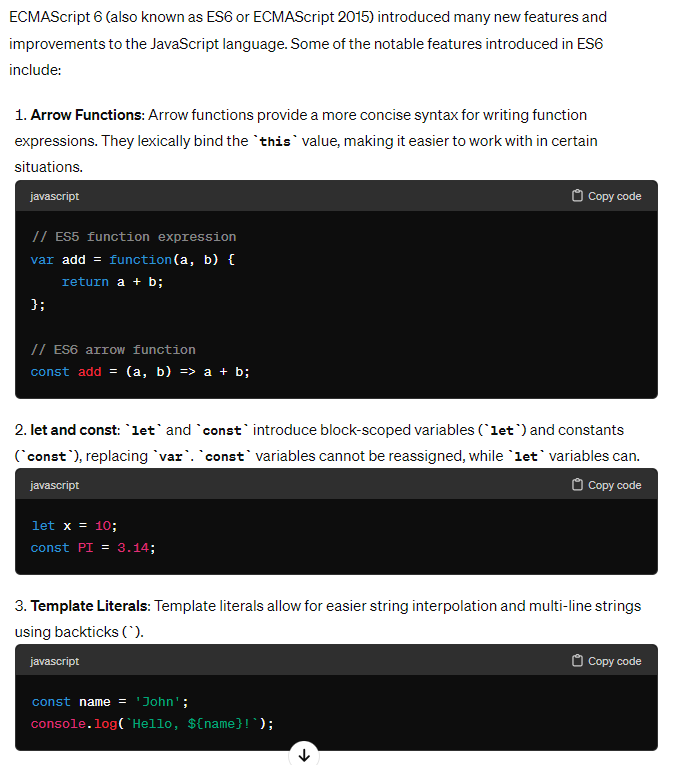 ECMAScript 6 (also known as ES6 or ECMAScript 2015) introduced many new features and
improvements to the JavaScript language. Some of the notable features introduced in ES6
include:
1. Arrow Functions: Arrow functions provide a more concise syntax for writing function
expressions. They lexically bind the `this` value, making it easier to work with in certain
situations.
javascript Copy code
// ES5 function expression
var add = function(a, b) {
    return a + b;
};
// ES6 arrow function
const add = (a, b) => a + b;
2. let and const: `let` and `const` introduce block-scoped variables (`let`) and constants
(`const`), replacing `var`. `const` variables cannot be reassigned, while `let` variables can.
javascript Copy code
let x = 10;
const PI = 3.14;
3. Template Literals: Template literals allow for easier string interpolation and multi-line strings
using backticks (`).
javascript Copy code
const name = 'John';
console.log(`Hello, ${name}!`);